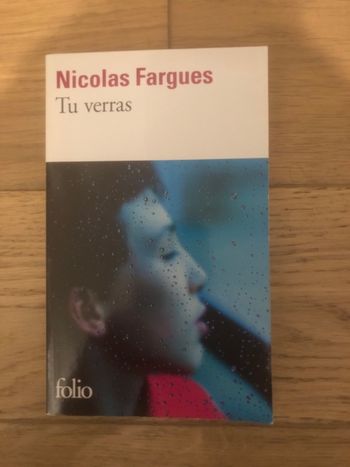 Nicolas Fargues
Tu verras
folio